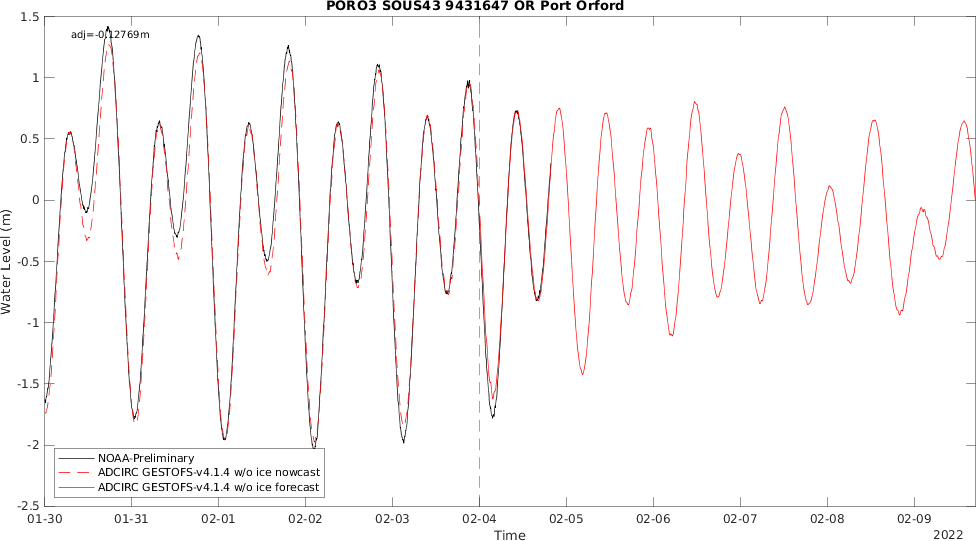 PORO3 SOUS43 9431647 OR Port Orford
adj=-0.12769m
1.5
1
0.5
0
-0.5
-1
-1.5
-2
-2.5
Water Level (m)
NOAA-Preliminary
ADCIRC GESTOFS-v4.1.4 w/o ice nowcast
ADCIRC GESTOFS-v4.1.4 w/o ice forecast
01-30 01-31 02-01 02-02 02-03 02-04 02-05 02-06 02-07 02-08 02-09
Time
2022